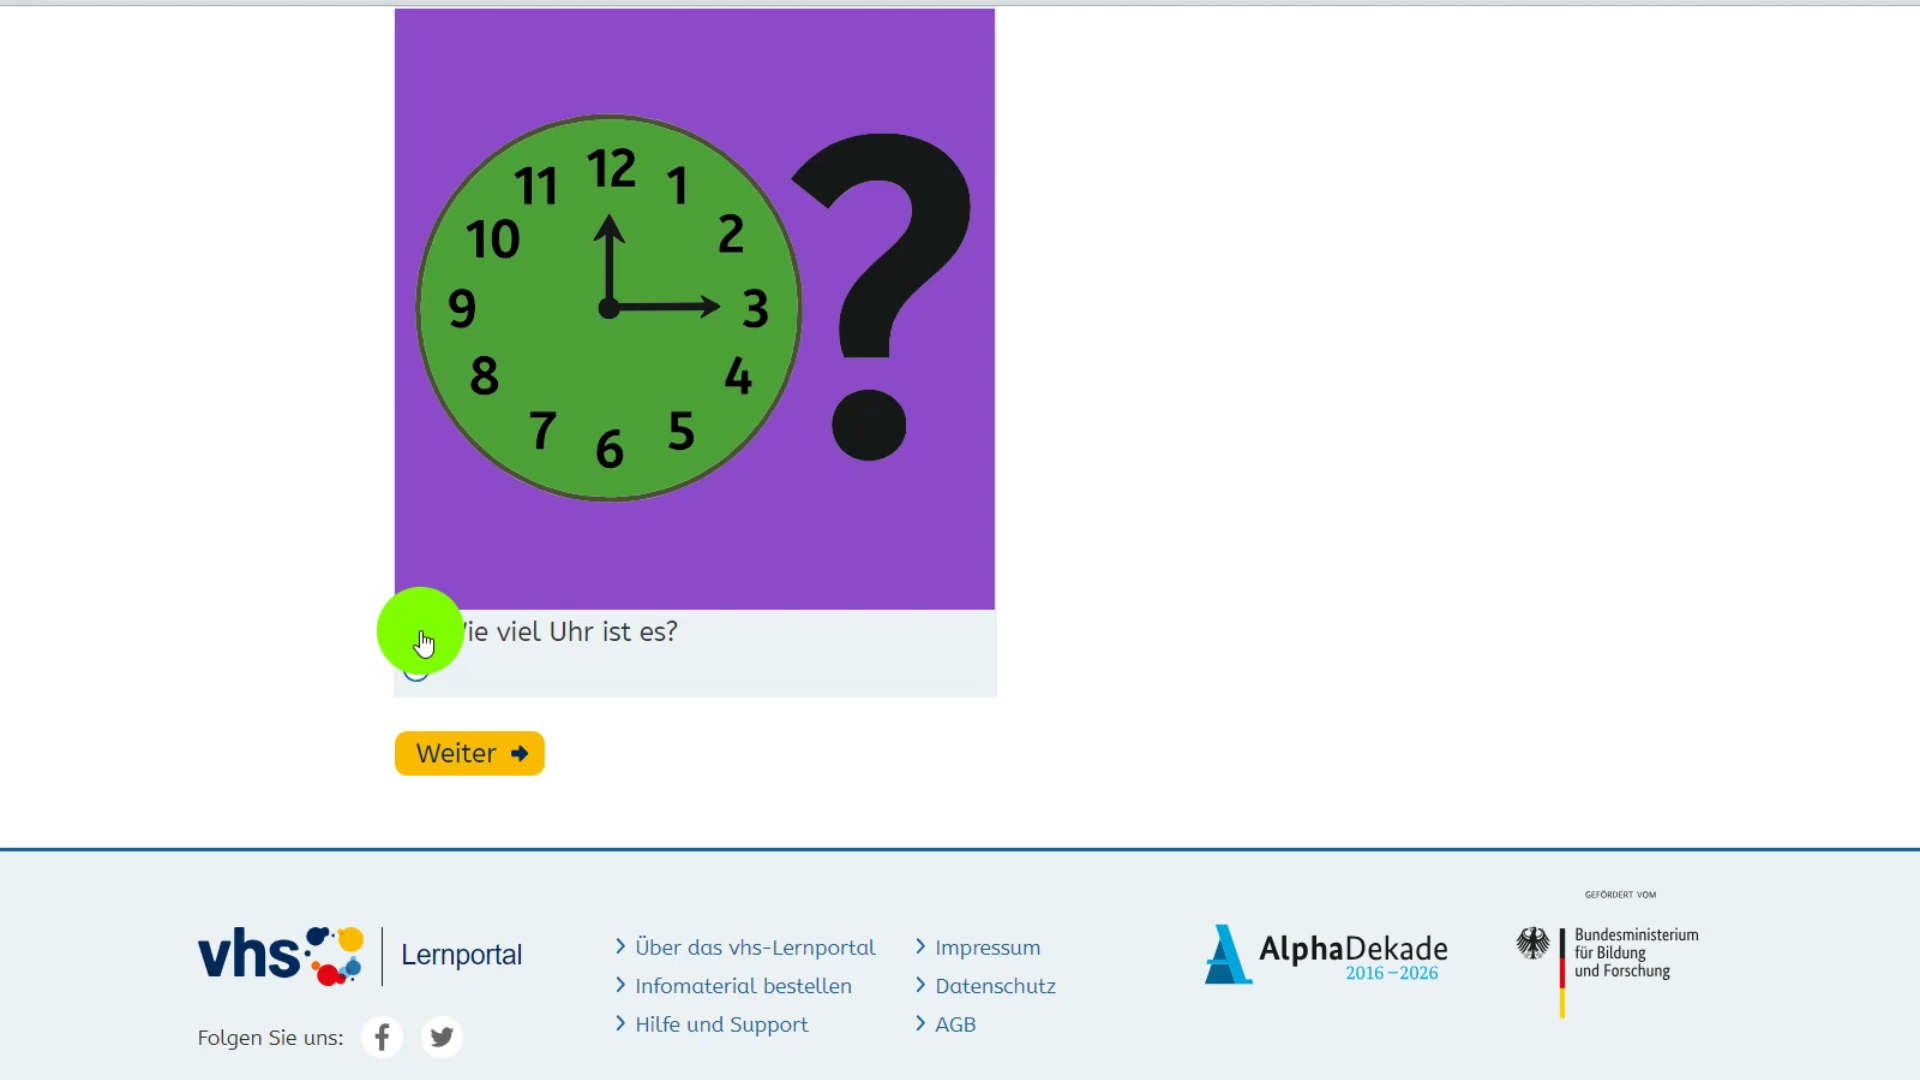 12
11
1
10
2
9
3
8
4
7
5
6
?
ie viel Uhr ist es?
Weiter
GEFÖRDERT VOM
vhs Lernportal
Über das vhs-Lernportal
Infomaterial bestellen
Hilfe und Support
Impressum
Datenschutz
AGB
AlphaDekade
2016–2026
Bundesministerium
für Bildung
und Forschung
Folgen Sie uns: